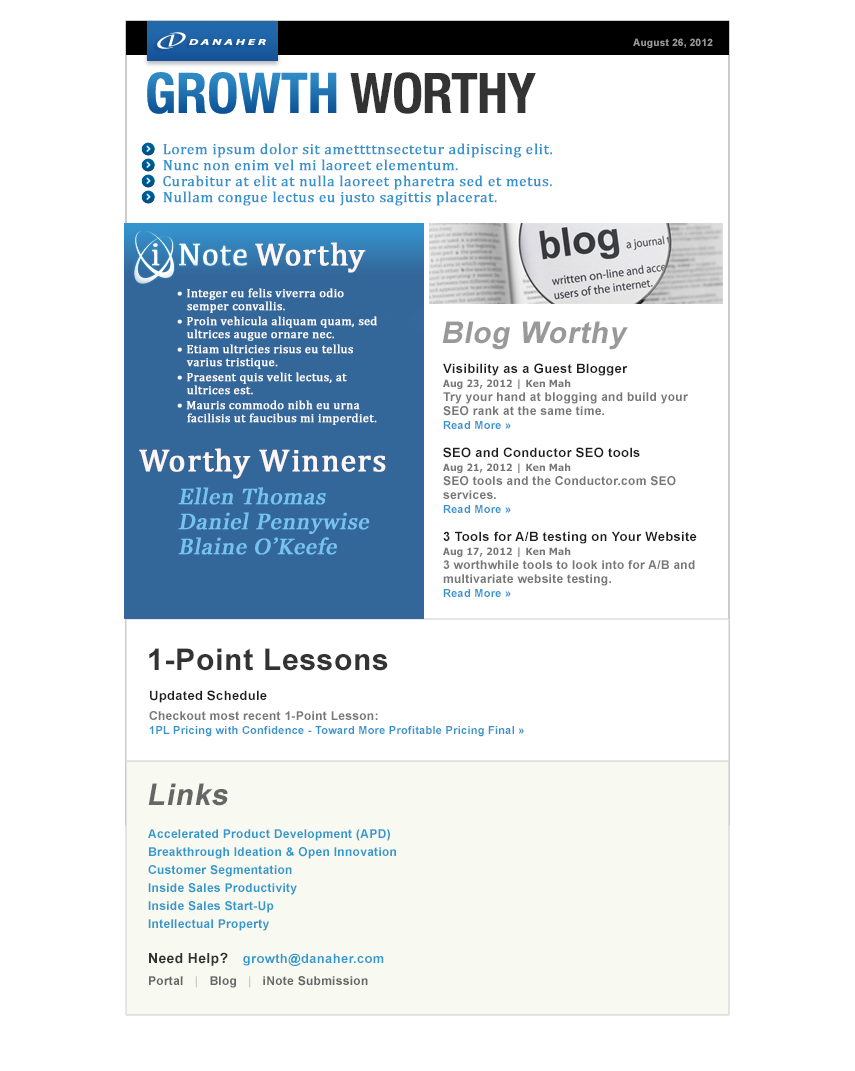 DANAHER
August 26, 2012
GROWTH WORTHY
Lorem ipsum dolor sit amettttnsectetur adipiscing elit.
Nunc non enim vel mi laoreet elementum.
Curabitur at elit at nulla laoreet pharetra sed et metus.
Nullam congue lectus eu justo sagittis placerat.
i Note Worthy
• Integer eu felis viverra odio
semper convallis.
• Proin vehicula aliquam quam, sed
ultrices augue ornare nec.
• Etiam ultricies risus eu tellus
varius tristique.
• Praesent quis velit lectus, at
ultrices est.
• Mauris commodo nibh eu urna
facilisis ut faucibus mi imperdiet.
Worthy Winners
Ellen Thomas
Daniel Pennywise
Blaine O'Keefe
blog a journal
written on-line and acce
users of the internet.
Blog Worthy
Visibility as a Guest Blogger
Aug 23, 2012 | Ken Mah
Try your hand at blogging and build your
SEO rank at the same time.
Read More »
SEO and Conductor SEO tools
Aug 21, 2012 | Ken Mah
SEO tools and the Conductor.com SEO
services.
Read More »
3 Tools for A/B testing on Your Website
Aug 17, 2012 | Ken Mah
3 worthwhile tools to look into for A/B and
multivariate website testing.
Read More »
1-Point Lessons
Updated Schedule
Checkout most recent 1-Point Lesson:
1PL Pricing with Confidence - Toward More Profitable Pricing Final »
Links
Accelerated Product Development (APD)
Breakthrough Ideation & Open Innovation
Customer Segmentation
Inside Sales Productivity
Inside Sales Start-Up
Intellectual Property
Need Help? growth@danaher.com
Portal | Blog | iNote Submission